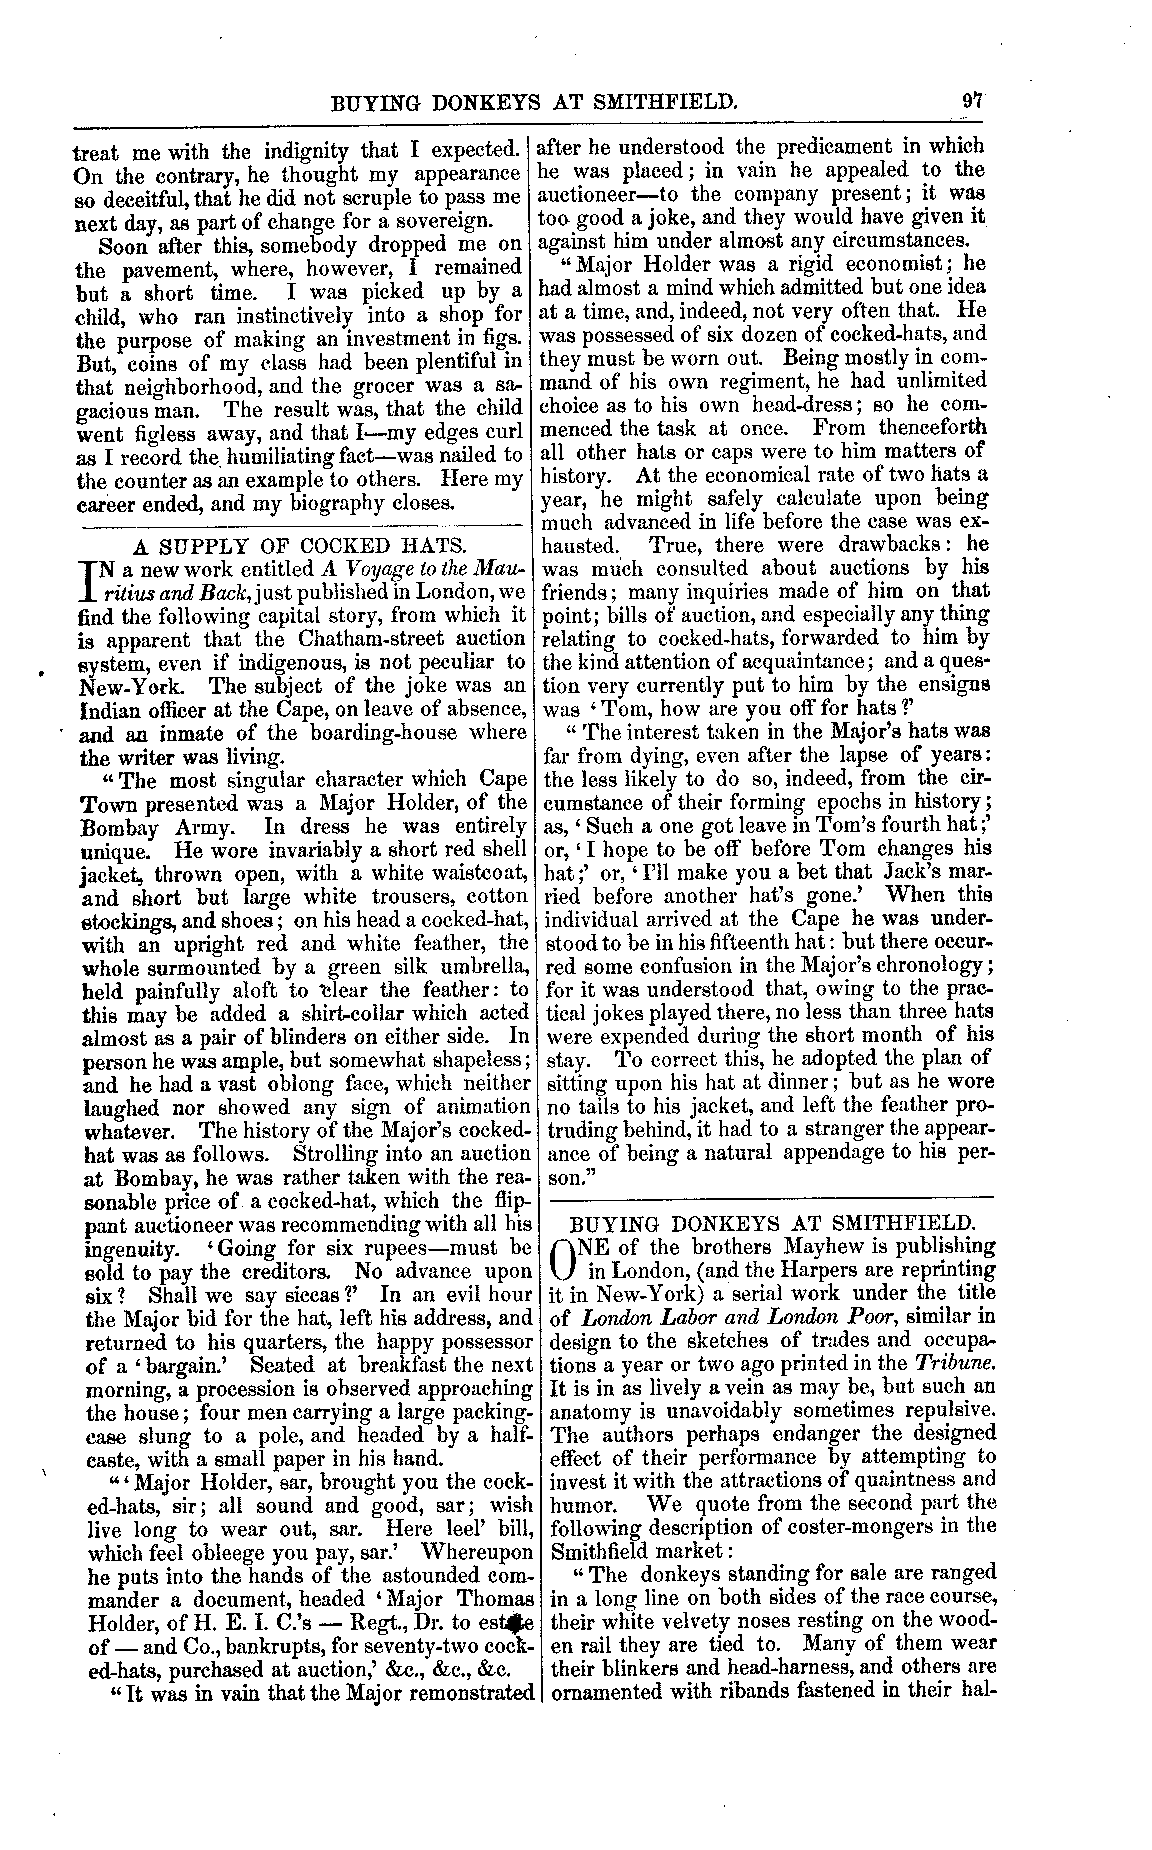 BUYING DONKEYS AT SMITHFIELD. 97
treat me with the indignity that I expected.
On the contrary, he thought my appearance
so deceitful, that he did not scruple to pass me
next day, as part of change for a sovereign.
Soon after this, somebody dropped me on
the pavement, where, however, I remained
but a short time. I was picked up by a
child, who ran instinctively into a shop for
the purpose of making an investment in figs.
But, coins of my class had been plentiful in
that neighborhood, and the grocer was a sa-
gacious man. The result was, that the child
went figless away, and that I—my edges curl
as I record the humiliating fact—was nailed to
the counter as an example to others. Here my
career ended, and my biography closes.
A SUPPLY OF COCKED HATS.
IN a new work entitled A Voyage to the Mau-
ritius and Back, just published in London, we
find the following capital story, from which it
is apparent that the Chatham-street auction
system, even if indigenous, is not peculiar to
New-York. The subject of the joke was an
Indian officer at the Cape, on leave of absence,
and an inmate of the boarding-house where
the writer was living.
"The most singular character which Cape
Town presented was a Major Holder, of the
Bombay Army. In dress he was entirely
unique. He wore invariably a short red shell
jacket, thrown open, with a white waistcoat,
and short but large white trousers, cotton
stockings, and shoes; on his head a cocked-hat,
with an upright red and white feather, the
whole surmounted by a green silk umbrella,
held painfully aloft to clear the feather: to
this may be added a shirt-collar which acted
almost as a pair of blinders on either side. In
person he was ample, but somewhat shapeless;
and he had a vast oblong face, which neither
laughed nor showed any sign of animation
whatever. The history of the Major's cocked-
hat was as follows. Strolling into an auction
at Bombay, he was rather taken with the rea-
sonable price of a cocked-hat, which the flip-
pant auctioneer was recommending with all his
ingenuity. 'Going for six rupees—must be
sold to pay the creditors. No advance upon
six? Shall we say siccas?' In an evil hour
the Major bid for the hat, left his address, and
returned to his quarters, the happy possessor
of a 'bargain.' Seated at breakfast the next
morning, a procession is observed approaching
the house; four men carrying a large packing-
case slung to a pole, and headed by a half-
caste, with a small paper in his hand.
"'Major Holder, sar, brought you the cock-
ed-hats, sir; all sound and good, sar; wish
live long to wear out, sar. Here leel' bill,
which feel obleege you pay, sar.' Whereupon
he puts into the hands of the astounded com-
mander a document, headed 'Major Thomas
Holder, of H. E. I. C.'s — Regt., Dr. to estate
of — and Co., bankrupts, for seventy-two cock-
ed-hats, purchased at auction,' &c., &c., &c.
"It was in vain that the Major remonstrated
after he understood the predicament in which
he was placed; in vain he appealed to the
auctioneer—to the company present; it was
too good a joke, and they would have given it
against him under almost any circumstances.
"Major Holder was a rigid economist; he
had almost a mind which admitted but one idea
at a time, and, indeed, not very often that. He
was possessed of six dozen of cocked-hats, and
they must be worn out. Being mostly in com-
mand of his own regiment, he had unlimited
choice as to his own head-dress; so he com-
menced the task at once. From thenceforth
all other hats or caps were to him matters of
history. At the economical rate of two hats a
year, he might safely calculate upon being
much advanced in life before the case was ex-
hausted. True, there were drawbacks: he
was much consulted about auctions by his
friends; many inquiries made of him on that
point; bills of auction, and especially any thing
relating to cocked-hats, forwarded to him by
the kind attention of acquaintance; and a ques-
tion very currently put to him by the ensigns
was 'Tom, how are you off for hats?'
"The interest taken in the Major's hats was
far from dying, even after the lapse of years:
the less likely to do so, indeed, from the cir-
cumstance of their forming epochs in history;
as, 'Such a one got leave in Tom's fourth hat;'
or, 'I hope to be off before Tom changes his
hat;' or, 'I'll make you a bet that Jack's mar-
ried before another hat's gone.' When this
individual arrived at the Cape he was under-
stood to be in his fifteenth hat: but there occur-
red some confusion in the Major's chronology;
for it was understood that, owing to the prac-
tical jokes played there, no less than three hats
were expended during the short month of his
stay. To correct this, he adopted the plan of
sitting upon his hat at dinner; but as he wore
no tails to his jacket, and left the feather pro-
truding behind, it had to a stranger the appear-
ance of being a natural appendage to his per-
son."
BUYING DONKEYS AT SMITHFIELD.
ONE of the brothers Mayhew is publishing
in London, (and the Harpers are reprinting
it in New-York) a serial work under the title
of London Labor and London Poor, similar in
design to the sketches of trades and occupa-
tions a year or two ago printed in the Tribune.
It is in as lively a vein as may be, but such an
anatomy is unavoidably sometimes repulsive.
The authors perhaps endanger the designed
effect of their performance by attempting to
invest it with the attractions of quaintness and
humor. We quote from the second part the
following description of coster-mongers in the
Smithfield market:
"The donkeys standing for sale are ranged
in a long line on both sides of the race course,
their white velvety noses resting on the wood-
en rail they are tied to. Many of them wear
their blinkers and head-harness, and others are
ornamented with ribands fastened in their hal-